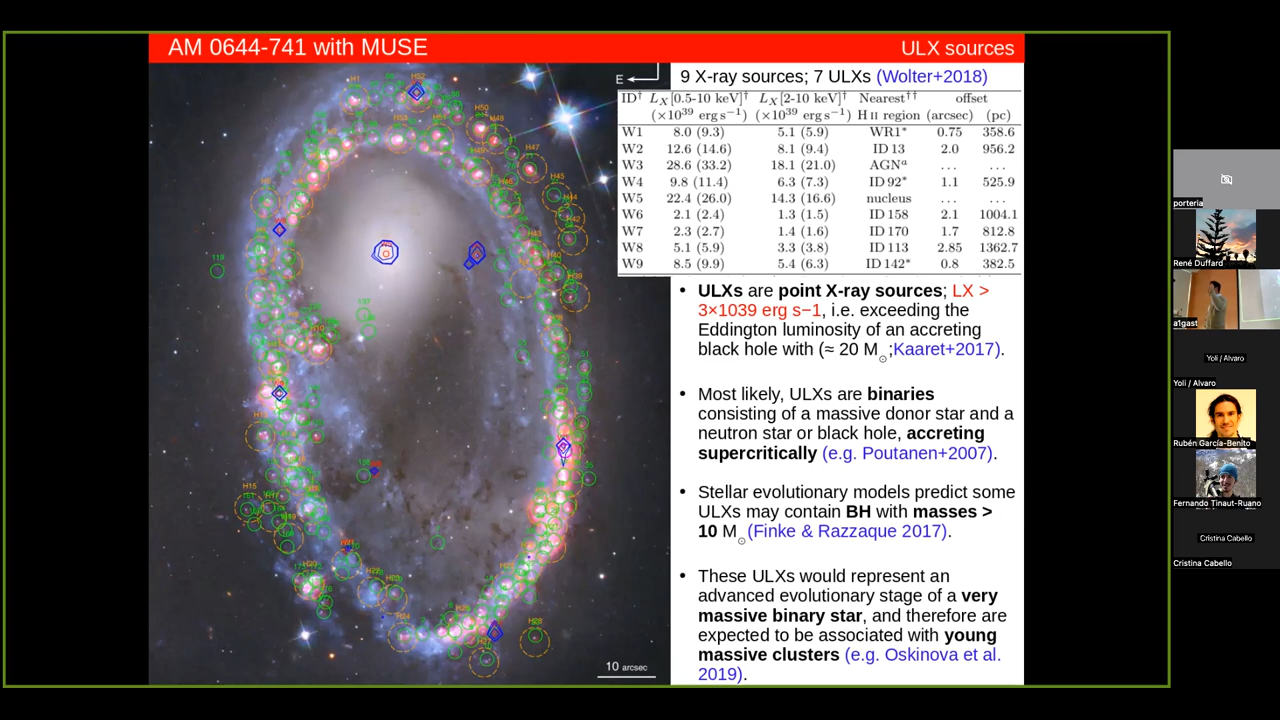 AM 0644-741 with MUSE
ULX sources
E
9 X-ray sources; 7 ULXs (Wolter+2018)
ID† L_X[0.5-10 keV]† L_X[2-10 keV]† Nearest†† offset
(×10^39 erg s^−1) (×10^39 erg s^−1) H II region (arcsec) (pc)
W1 8.0 (9.3) 5.1 (5.9) WR1* 0.75 358.6
W2 12.6 (14.6) 8.1 (9.4) ID 13 2.0 956.2
W3 28.6 (33.2) 18.1 (21.0) AGN^a ... ...
W4 9.8 (11.4) 6.3 (7.3) ID 92* 1.1 525.9
W5 22.4 (26.0) 14.3 (16.6) nucleus ... ...
W6 2.1 (2.4) 1.3 (1.5) ID 158 2.1 1004.1
W7 2.3 (2.7) 1.4 (1.6) ID 170 1.7 812.8
W8 5.1 (5.9) 3.3 (3.8) ID 113 2.85 1362.7
W9 8.5 (9.9) 5.4 (6.3) ID 142* 0.8 382.5
• ULXs are point X-ray sources; LX >
3×1039 erg s−1, i.e. exceeding the
Eddington luminosity of an accreting
black hole with (≈ 20 M☉;Kaaret+2017).
• Most likely, ULXs are binaries
consisting of a massive donor star and a
neutron star or black hole, accreting
supercritically (e.g. Poutanen+2007).
• Stellar evolutionary models predict some
ULXs may contain BH with masses >
10 M☉(Finke & Razzaque 2017).
• These ULXs would represent an
advanced evolutionary stage of a very
massive binary star, and therefore are
expected to be associated with young
massive clusters (e.g. Oskinova et al.
2019).
H1
H50
H48
H47
H45
H44
H42
H43
H39
119
137
H10
H15
H24
10 arcsec
porteria
René Duffard
a1gast
Yoli / Alvaro
Yoli / Alvaro
Rubén García-Benito
Fernando Tinaut-Ruano
Cristina Cabello
Cristina Cabello